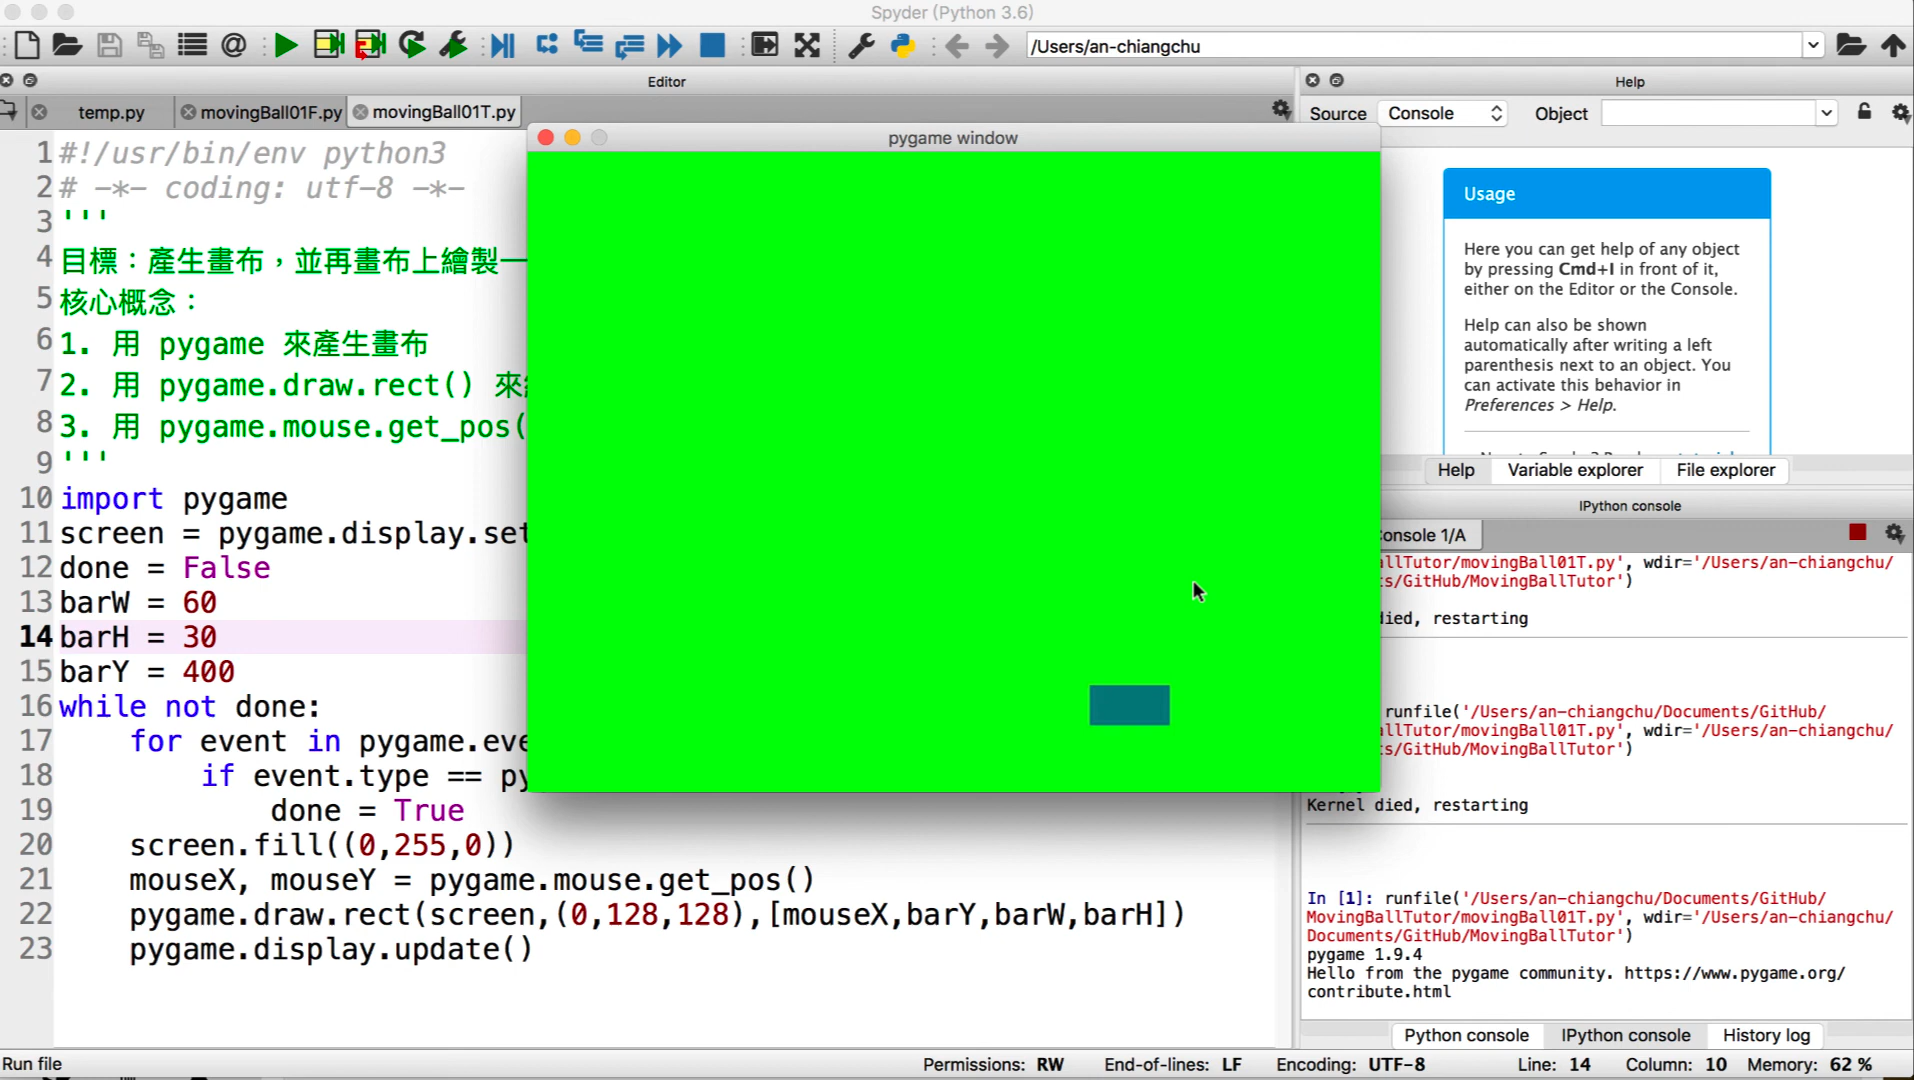 Spyder (Python 3.6)
/Users/an-chiangchu
Editor
Help
temp.py
movingBall01F.py
movingBall01T.py
Source
Console
Object
pygame window
1 #!/usr/bin/env python3
2 # -*- coding: utf-8 -*-
3 '''
4 目標：產生畫布，並再畫布上繪製一
5 核心概念：
6 1. 用 pygame 來產生畫布
7 2. 用 pygame.draw.rect() 來
8 3. 用 pygame.mouse.get_pos(
9 '''
10 import pygame
11 screen = pygame.display.set
12 done = False
13 barW = 60
14 barH = 30
15 barY = 400
16 while not done:
17 for event in pygame.eve
18 if event.type == py
19 done = True
20 screen.fill((0,255,0))
21 mouseX, mouseY = pygame.mouse.get_pos()
22 pygame.draw.rect(screen,(0,128,128),[mouseX,barY,barW,barH])
23 pygame.display.update()
Usage
Here you can get help of any object
by pressing Cmd+I in front of it,
either on the Editor or the Console.
Help can also be shown
automatically after writing a left
parenthesis next to an object. You
can activate this behavior in
Preferences > Help.
Help
Variable explorer
File explorer
IPython console
Console 1/A
allTutor/movingBall01T.py', wdir='/Users/an-chiangchu/
ts/GitHub/MovingBallTutor')
died, restarting
runfile('/Users/an-chiangchu/Documents/GitHub/
allTutor/movingBall01T.py', wdir='/Users/an-chiangchu/
ts/GitHub/MovingBallTutor')
Kernel died, restarting
In [1]: runfile('/Users/an-chiangchu/Documents/GitHub/
MovingBallTutor/movingBall01T.py', wdir='/Users/an-chiangchu/
Documents/GitHub/MovingBallTutor')
pygame 1.9.4
Hello from the pygame community. https://www.pygame.org/
contribute.html
Python console
IPython console
History log
Run file
Permissions: RW
End-of-lines: LF
Encoding: UTF-8
Line: 14
Column: 10
Memory: 62 %